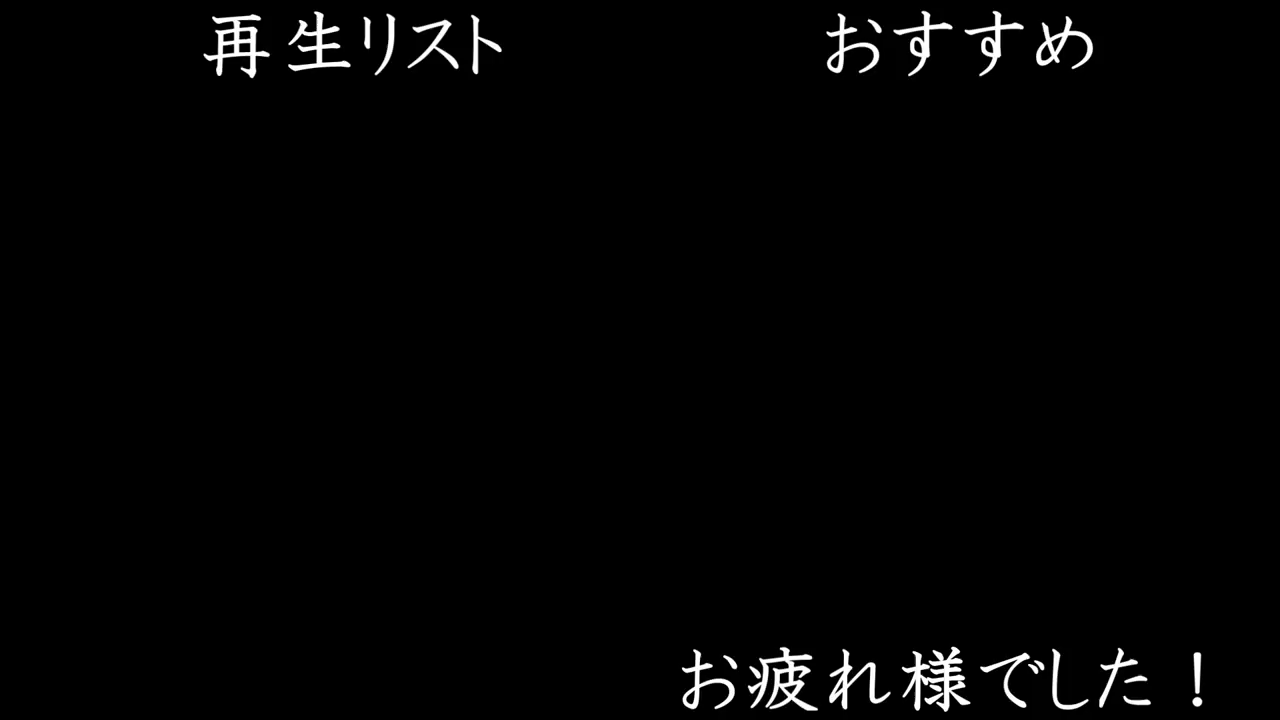 再生リスト
おすすめ
お疲れ様でした！